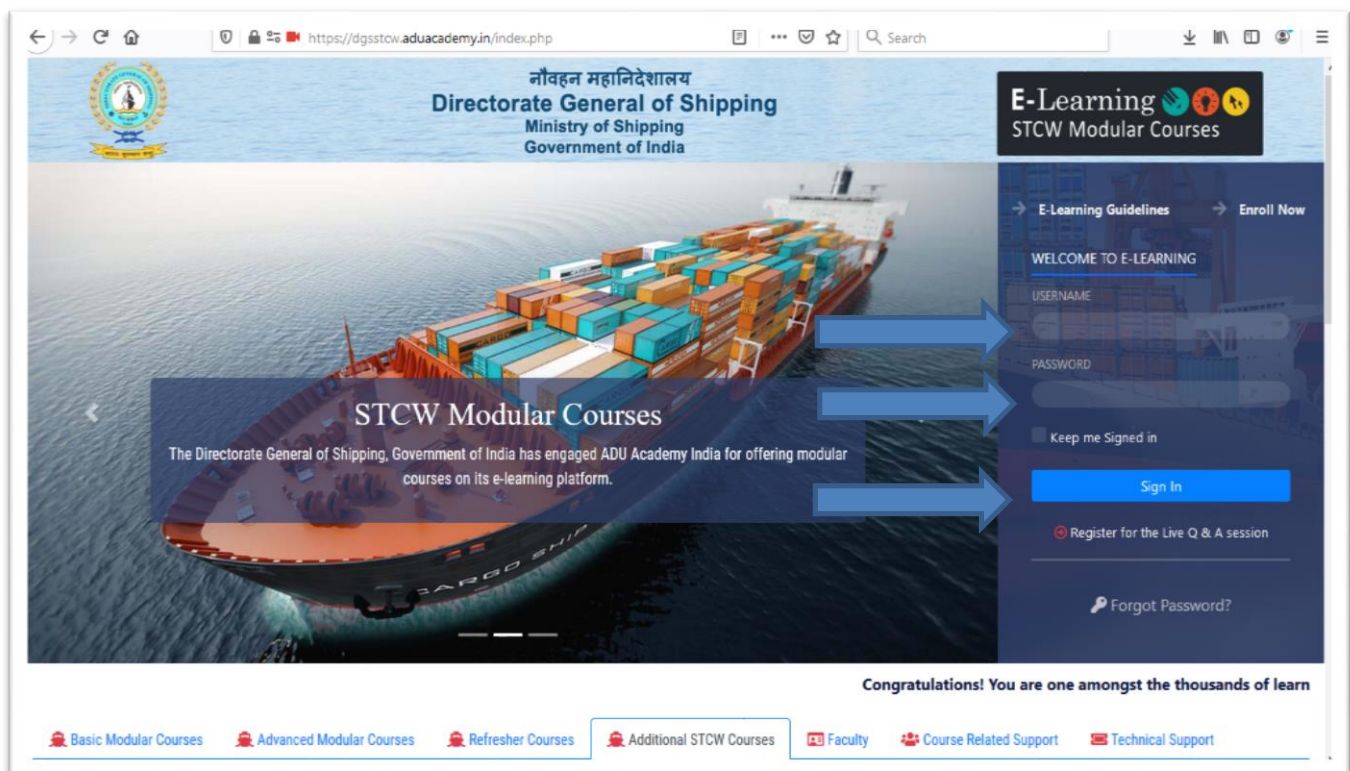 https://dgsstcw.aduacademy.in/index.php
Search
नौवहन महानिदेशालय
Directorate General of Shipping
Ministry of Shipping
Government of India
E-Learning
STCW Modular Courses
E-Learning Guidelines
Enroll Now
WELCOME TO E-LEARNING
USERNAME
PASSWORD
Keep me Signed in
Sign In
Register for the Live Q & A session
Forgot Password?
STCW Modular Courses
The Directorate General of Shipping, Government of India has engaged ADU Academy India for offering modular
courses on its e-learning platform.
CARGO SHIP
Congratulations! You are one amongst the thousands of learn
Basic Modular Courses
Advanced Modular Courses
Refresher Courses
Additional STCW Courses
Faculty
Course Related Support
Technical Support